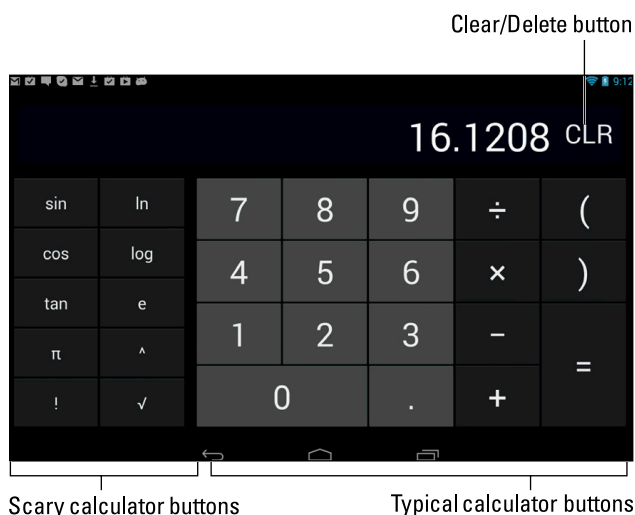 Clear/Delete button
9:12
16.1208 CLR
sin ln 7 8 9 ÷ (
cos log 4 5 6 × )
tan e 1 2 3 −
π ^ =
! √ 0 . +
Scary calculator buttons Typical calculator buttons